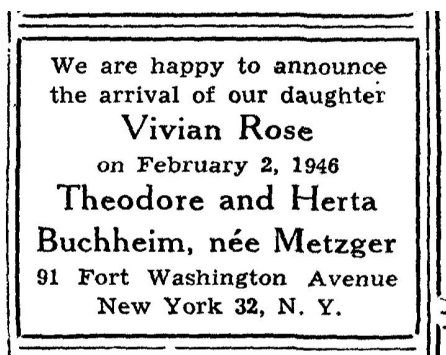 We are happy to announce
the arrival of our daughter
Vivian Rose
on February 2, 1946
Theodore and Herta
Buchheim, née Metzger
91 Fort Washington Avenue
New York 32, N. Y.